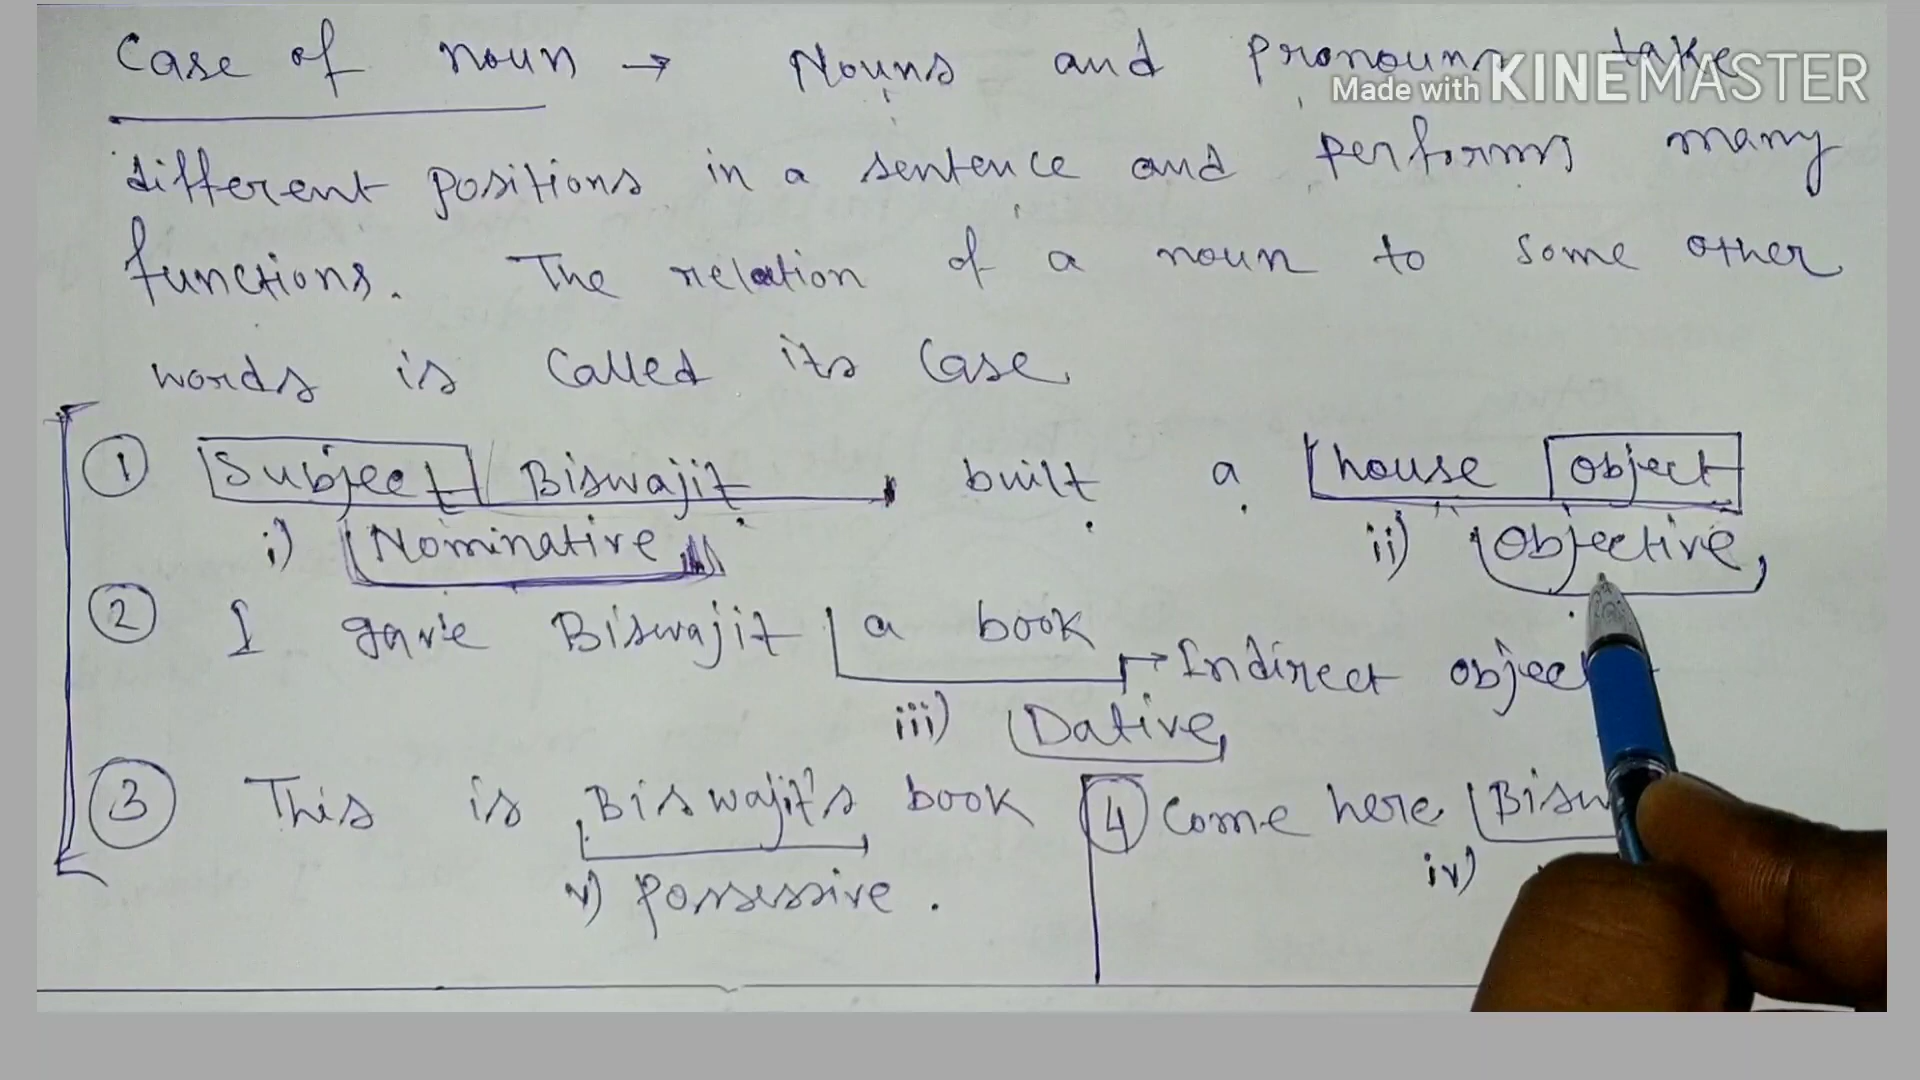 Case of noun → Nouns and pronouns take
Made with KINEMASTER
different positions in a sentence and performs many
functions. The relation of a noun to some other
words is called its case.
1 Subject Biswajit built a house object
i) Nominative ii) Objective,
2 I gave Biswajit a book
→ Indirect object
iii) Dative,
3 This is Biswajit's book 4 Come here,
iv)
v) possessive.